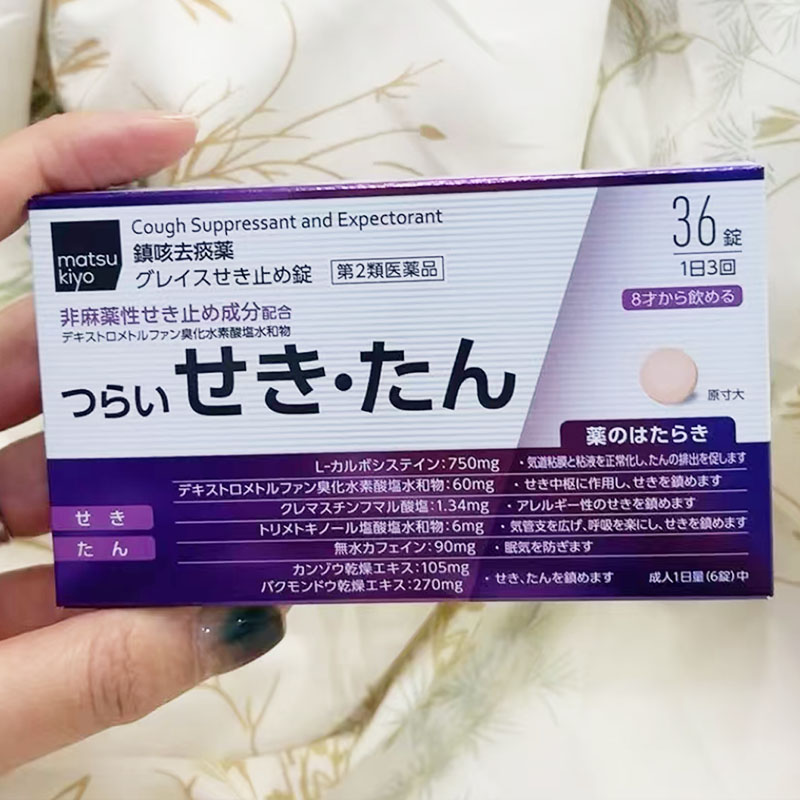 matsu
kiyo
Cough Suppressant and Expectorant
鎮咳去痰薬
グレイスせき止め錠 第2類医薬品
36錠
1日3回
8才から飲める
非麻薬性せき止め成分配合
デキストロメトルファン臭化水素酸塩水和物
つらい せき・たん
原寸大
薬のはたらき
せき
たん
L-カルボシステイン:750mg ・気道粘膜と粘液を正常化し、たんの排出を促します
デキストロメトルファン臭化水素酸塩水和物:60mg ・せき中枢に作用し、せきを鎮めます
クレマスチンフマル酸塩:1.34mg ・アレルギー性のせきを鎮めます
トリメトキノール塩酸塩水和物:6mg ・気管支を広げ、呼吸を楽にし、せきを鎮めます
無水カフェイン:90mg ・眠気を防ぎます
カンゾウ乾燥エキス:105mg
バクモンドウ乾燥エキス:270mg ・せき、たんを鎮めます
成人1日量(6錠)中